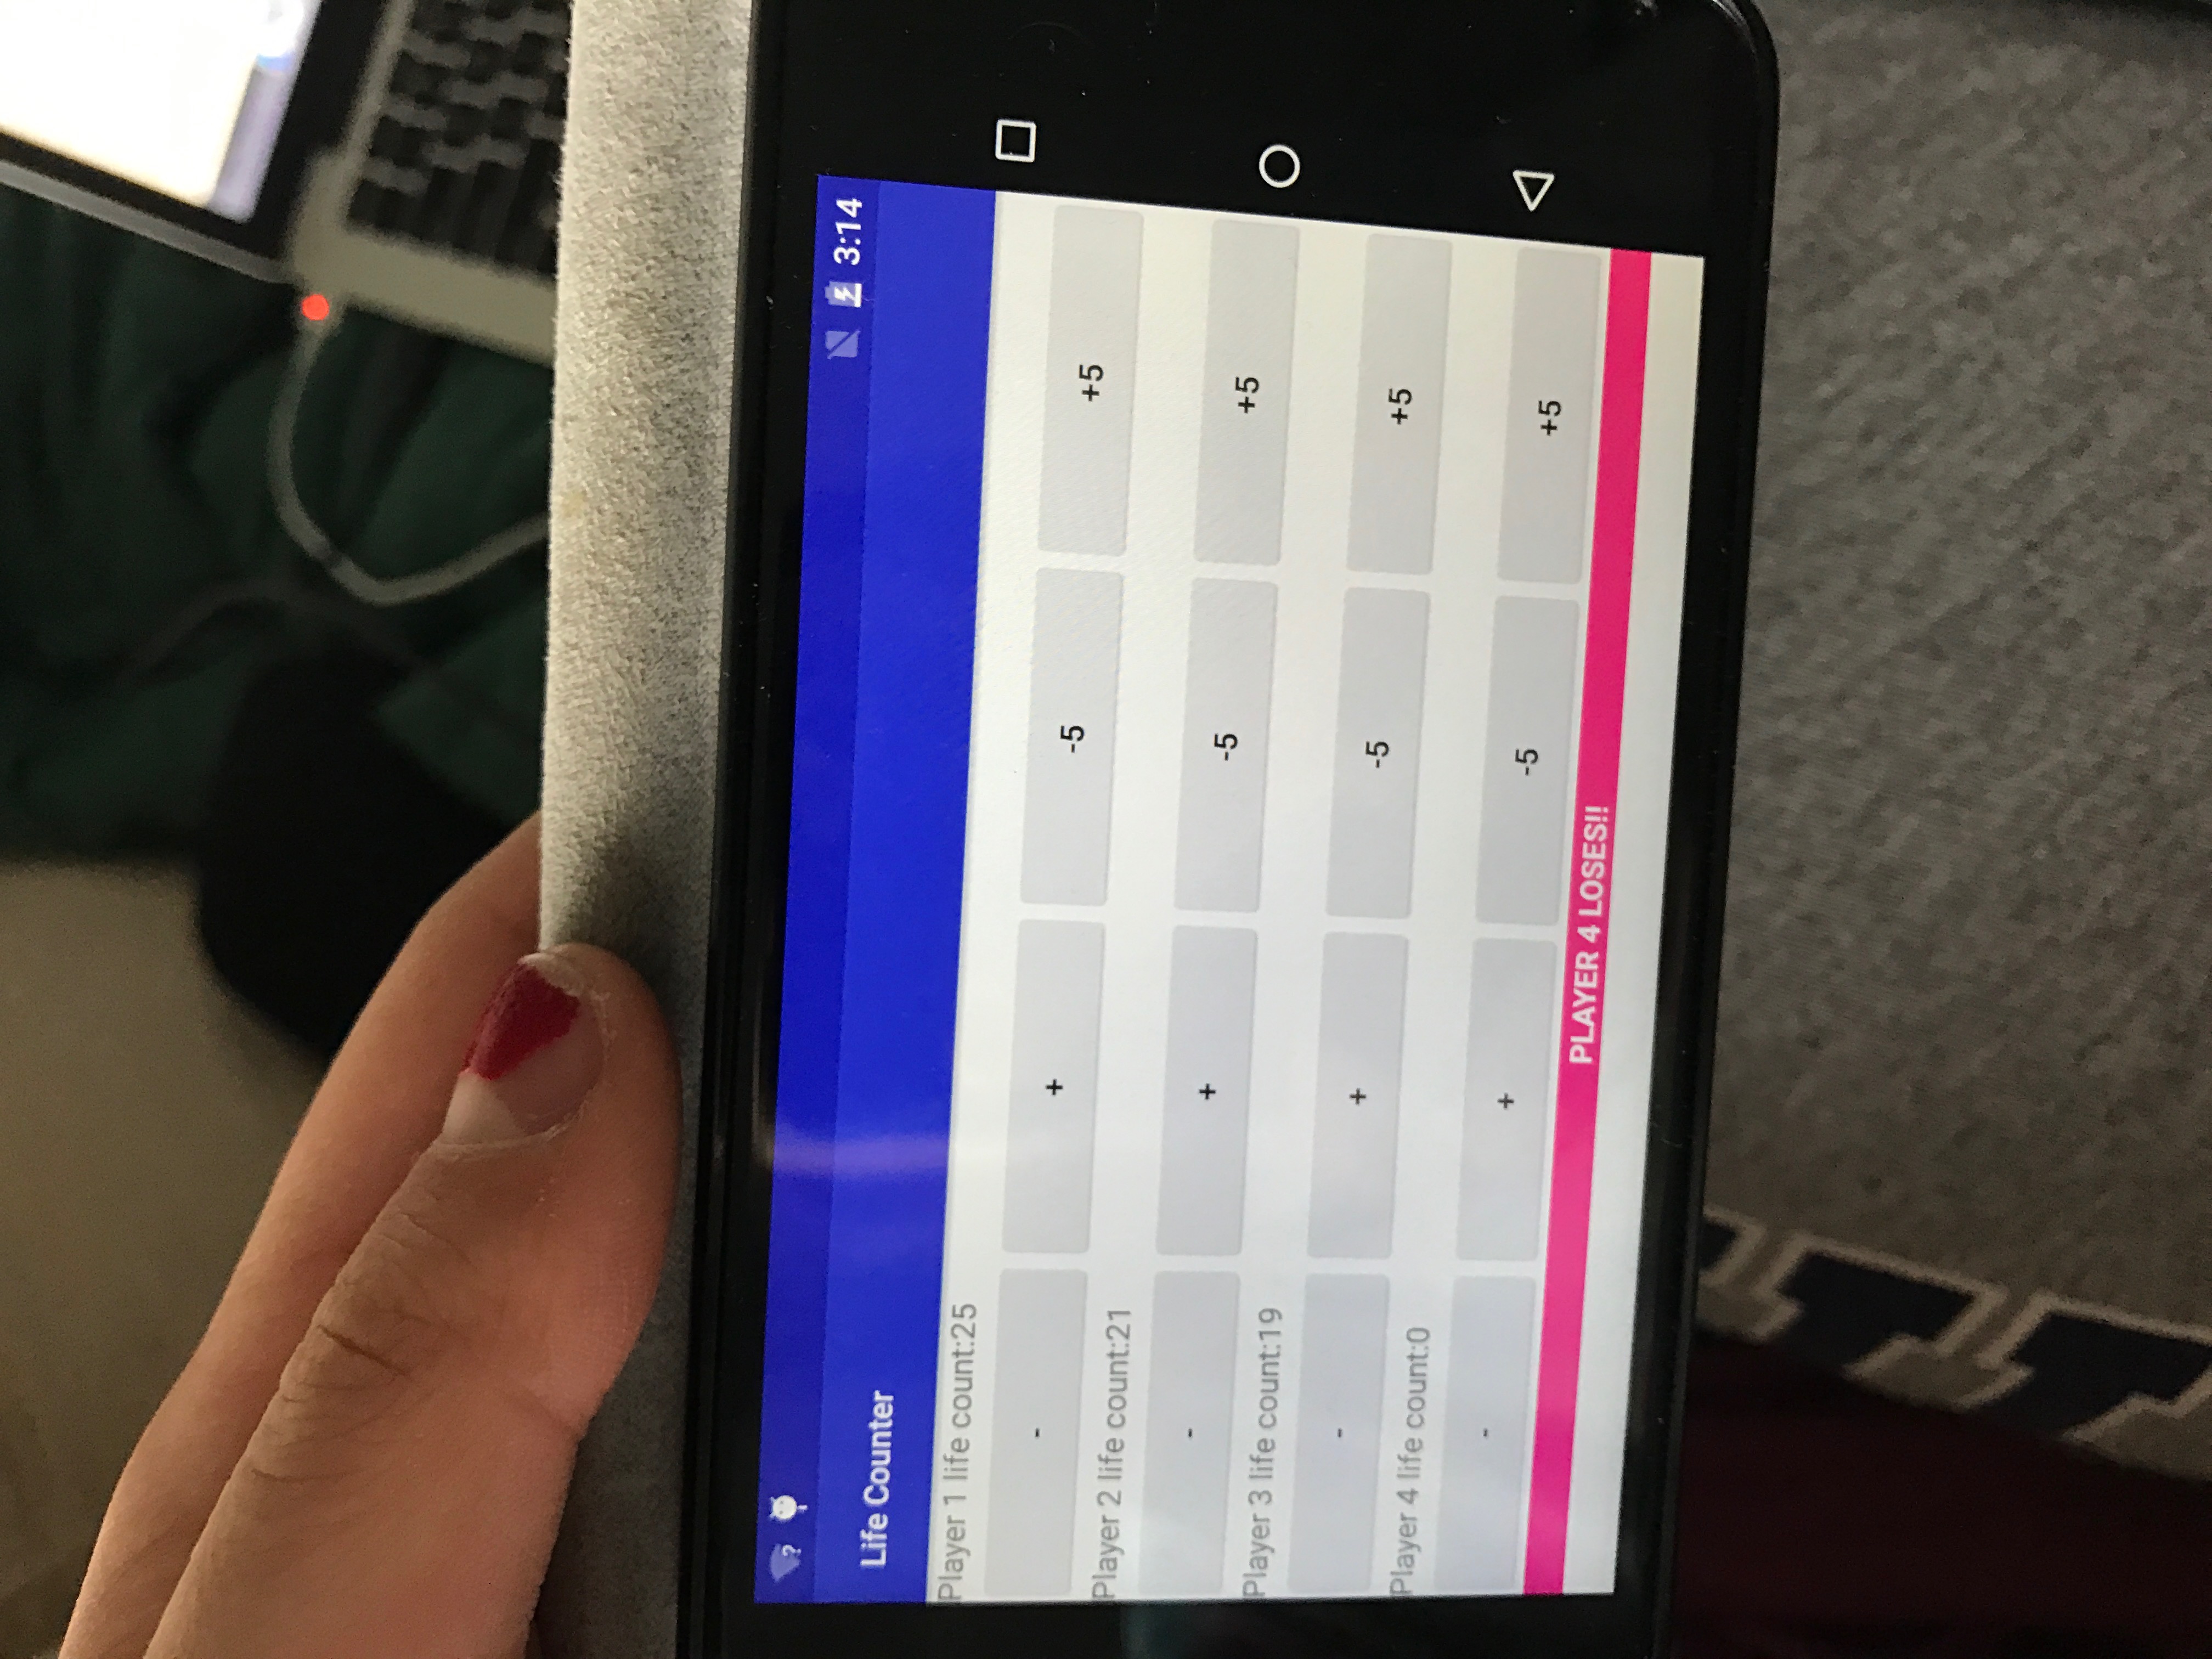 3:14
Life Counter
Player 1 life count:25
- + -5 +5
Player 2 life count:21
- + -5 +5
Player 3 life count:19
- + -5 +5
Player 4 life count:0
- + -5 +5
PLAYER 4 LOSES!!